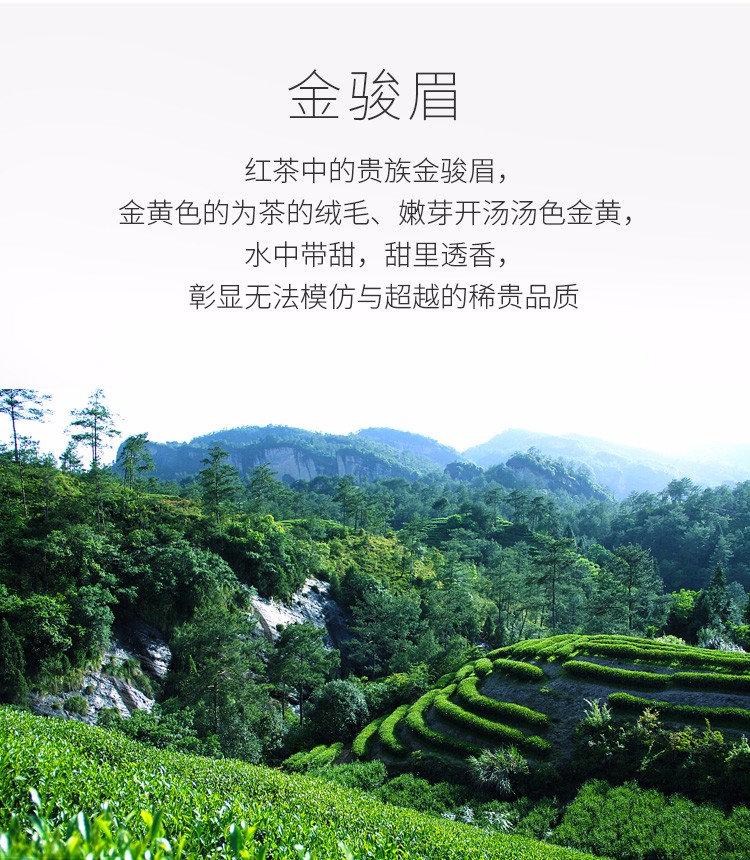 金骏眉
红茶中的贵族金骏眉，
金黄色的为茶的绒毛、嫩芽开汤汤色金黄，
水中带甜，甜里透香，
彰显无法模仿与超越的稀贵品质